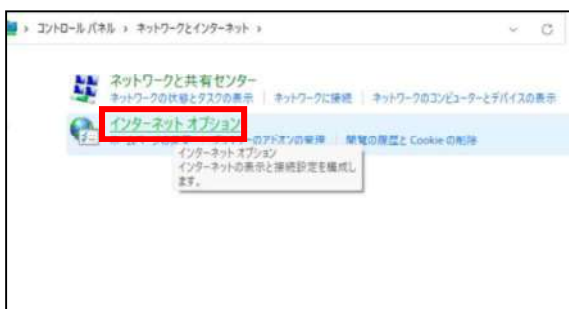 › コントロール パネル › ネットワークとインターネット ›
ネットワークと共有センター
ネットワークの状態とタスクの表示 | ネットワークに接続 | ネットワークのコンピューターとデバイスの表示
インターネット オプション
のアドオンの管理 | 閲覧の履歴と Cookie の削除
インターネット オプション
インターネットの表示と接続設定を構成し
ます。